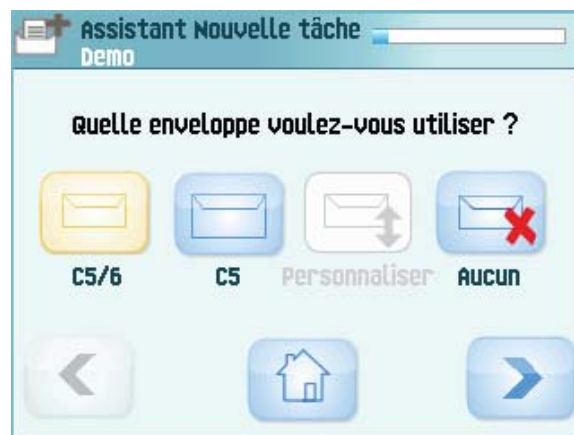 Assistant Nouvelle tâche
Demo
Quelle enveloppe voulez-vous utiliser ?
C5/6
C5
Personnaliser
Aucun